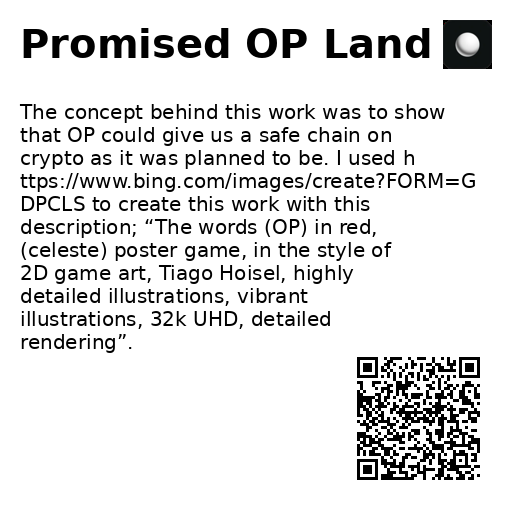 Promised OP Land
The concept behind this work was to show
that OP could give us a safe chain on
crypto as it was planned to be. I used h
ttps://www.bing.com/images/create?FORM=G
DPCLS to create this work with this
description; “The words (OP) in red,
(celeste) poster game, in the style of
2D game art, Tiago Hoisel, highly
detailed illustrations, vibrant
illustrations, 32k UHD, detailed
rendering”.